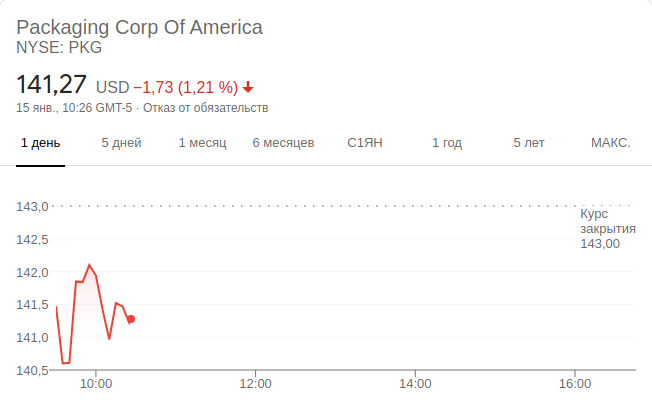 Packaging Corp Of America
NYSE: PKG
141,27 USD −1,73 (1,21 %)
15 янв., 10:26 GMT-5 · Отказ от обязательств
1 день 5 дней 1 месяц 6 месяцев С1ЯН 1 год 5 лет МАКС.
143,0
Курс
закрытия
143,00
142,5
142,0
141,5
141,0
140,5
10:00 12:00 14:00 16:00